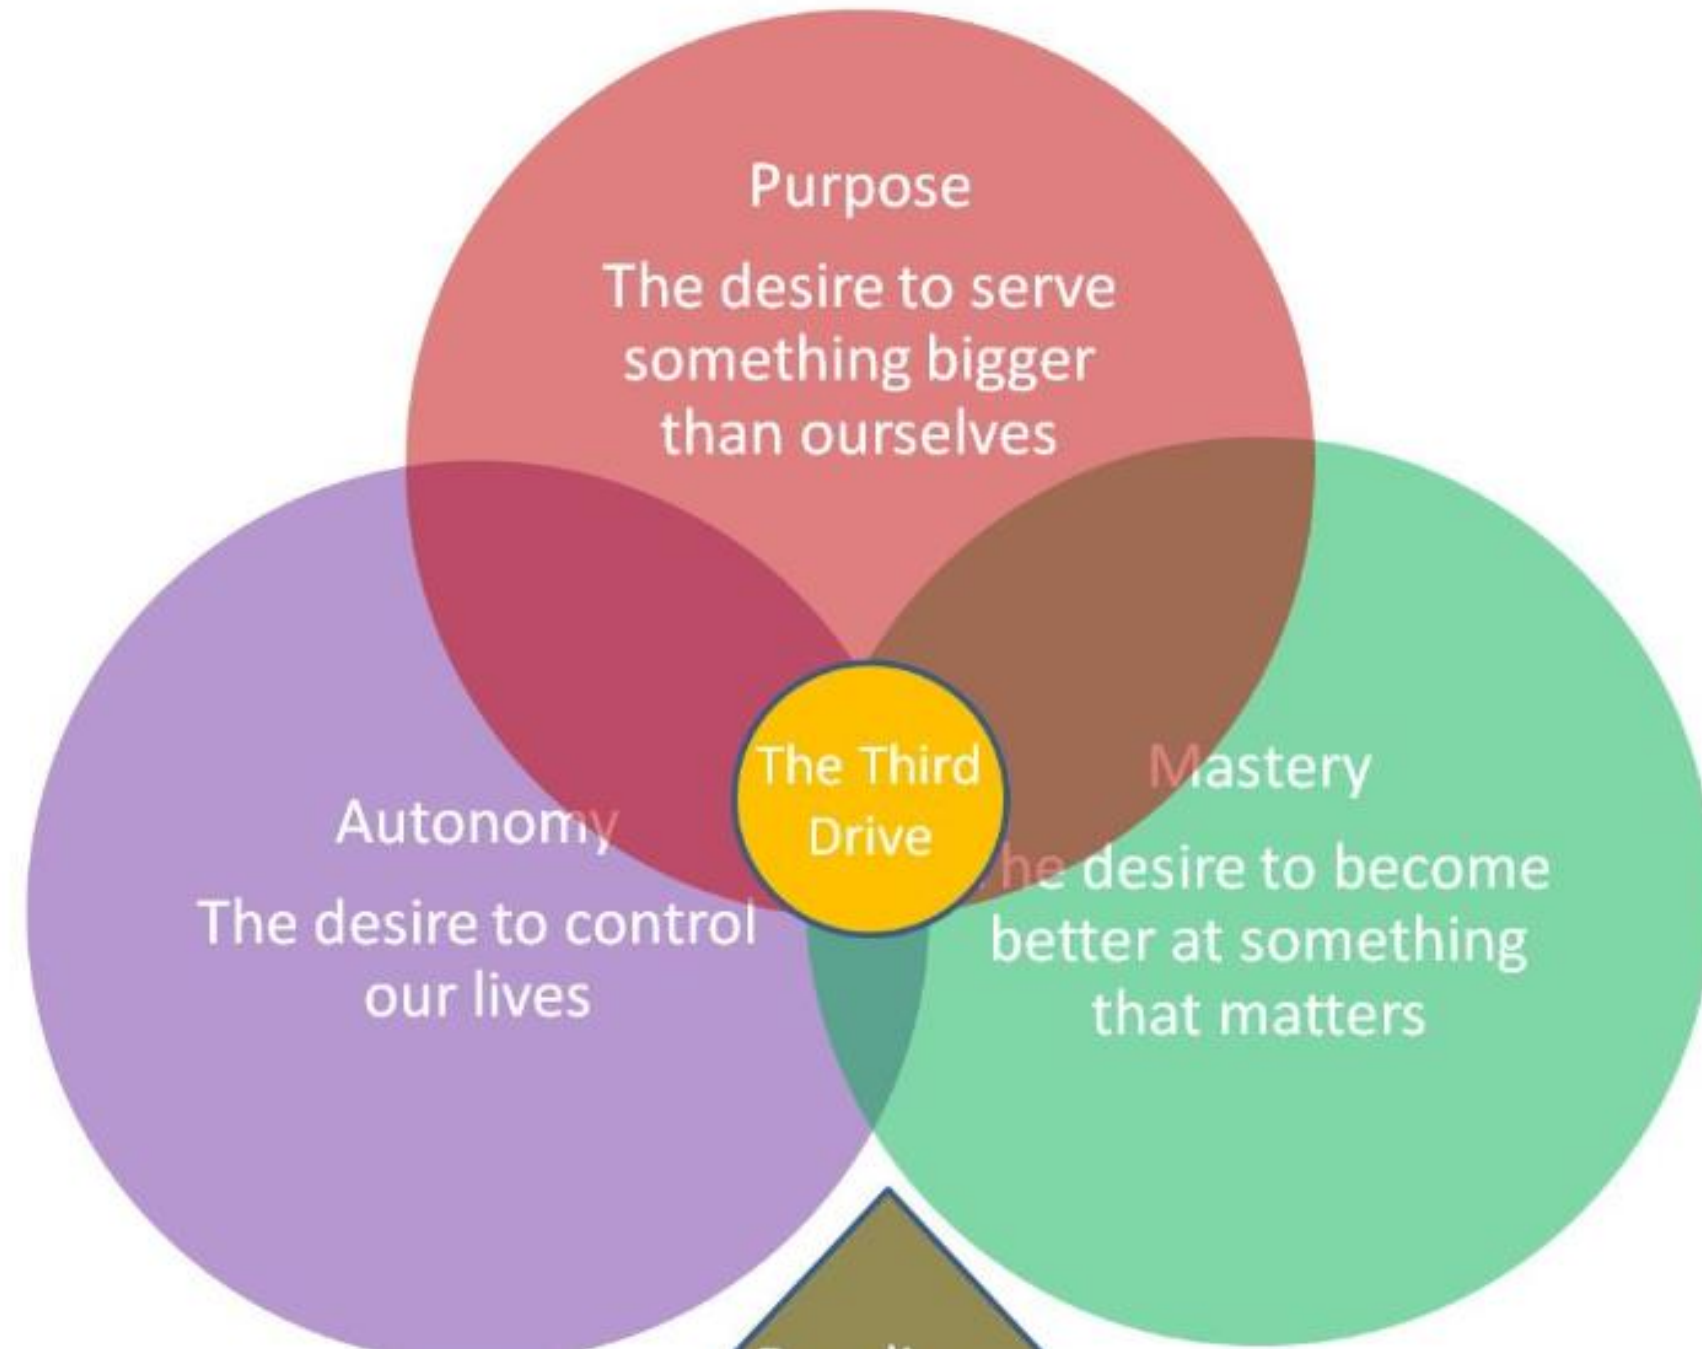 Purpose
The desire to serve
something bigger
than ourselves
The Third
Drive
Autonomy
The desire to control
our lives
Mastery
The desire to become
better at something
that matters